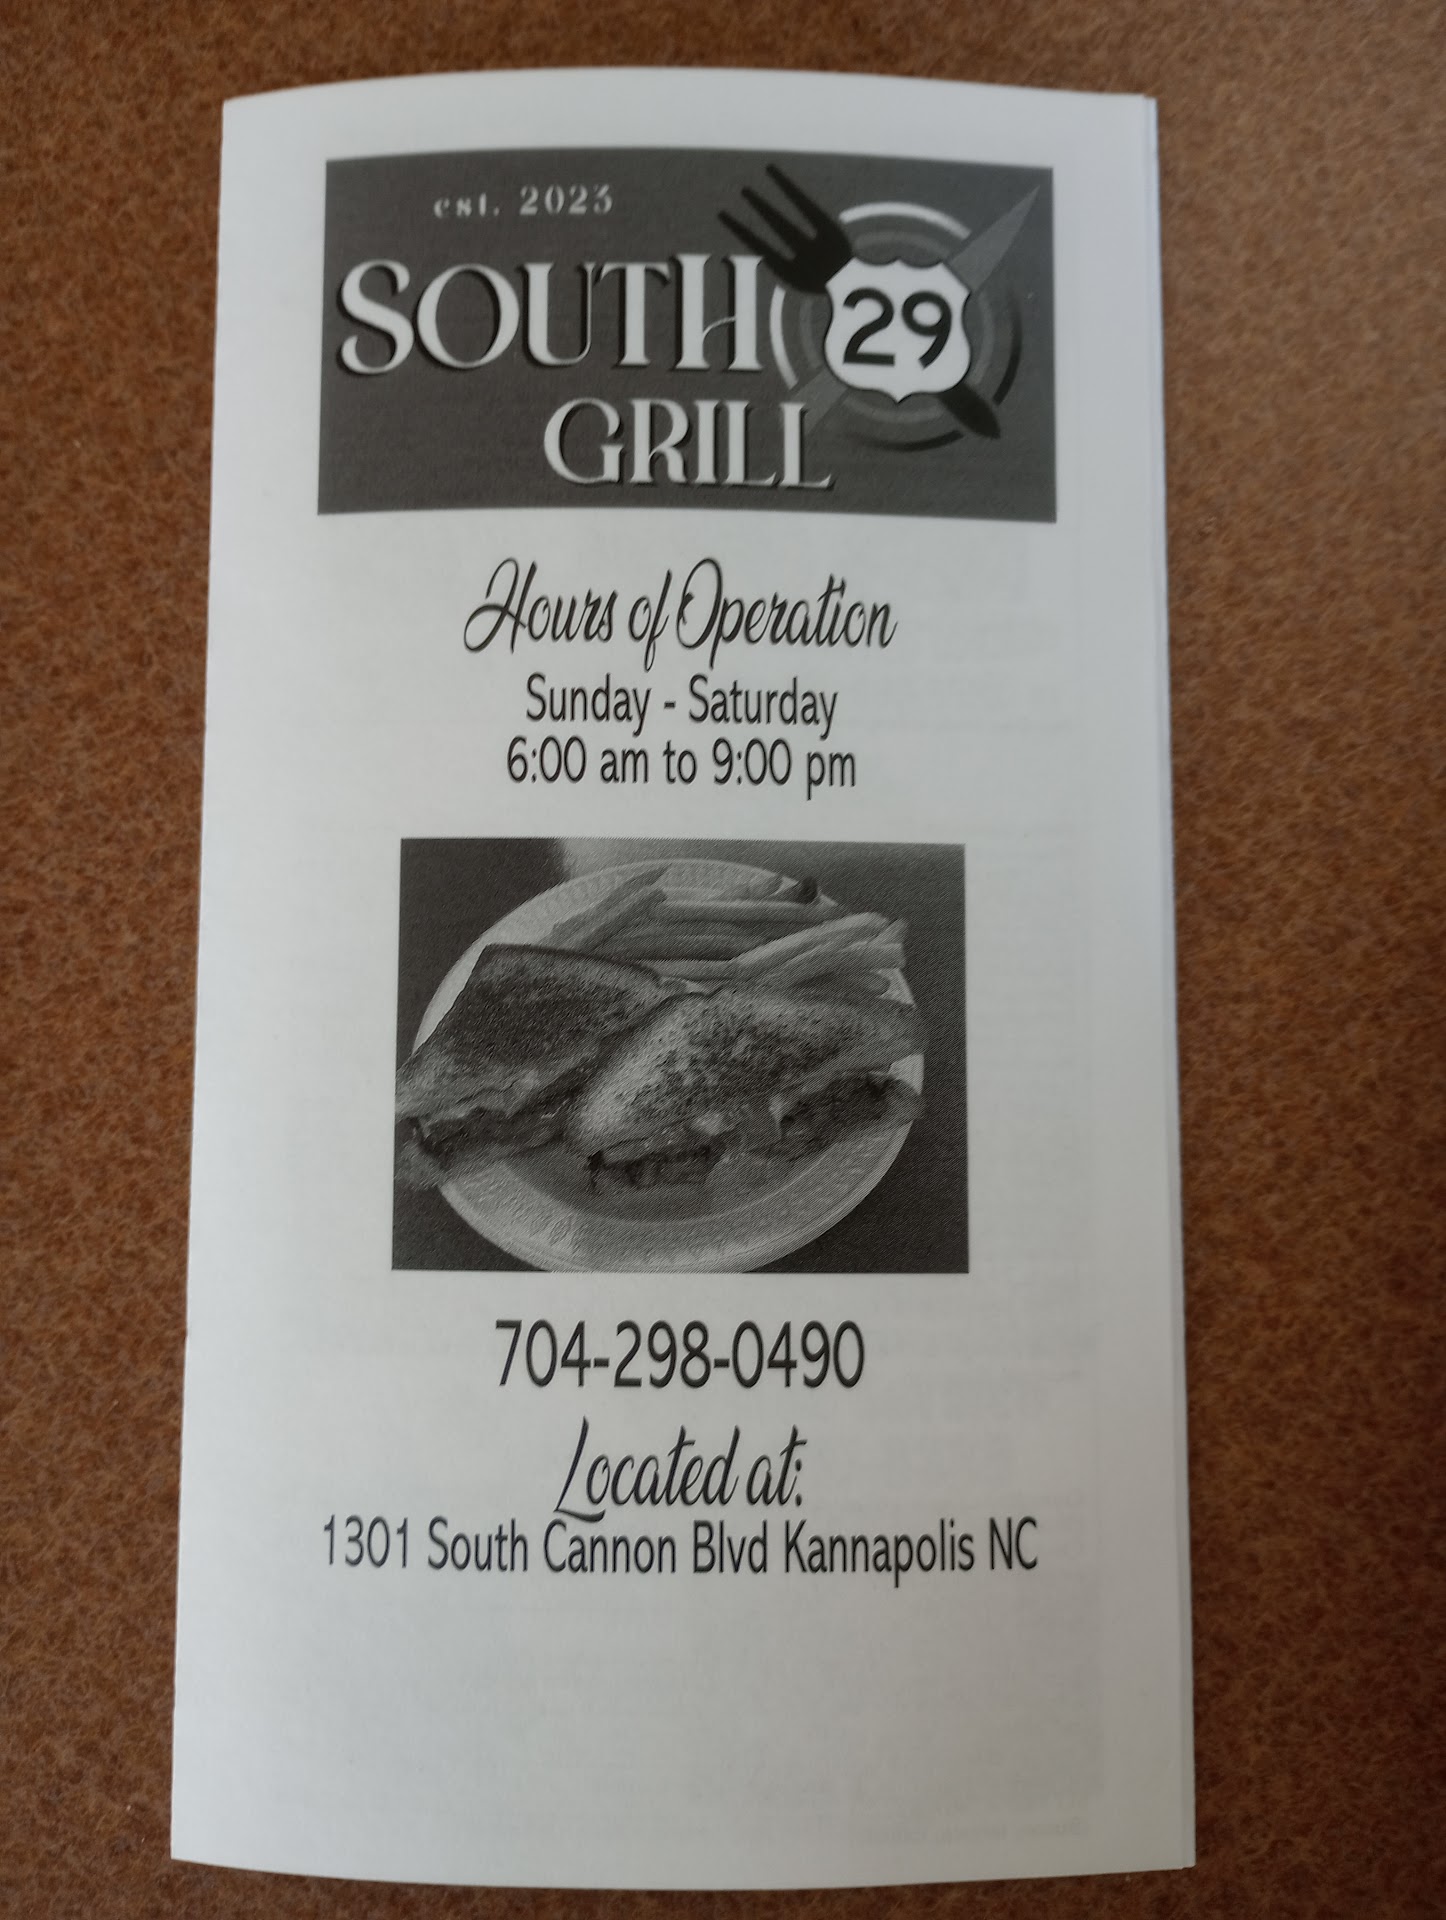 est. 2023
SOUTH 29
GRILL
Hours of Operation
Sunday - Saturday
6:00 am to 9:00 pm
704-298-0490
Located at:
1301 South Cannon Blvd Kannapolis NC